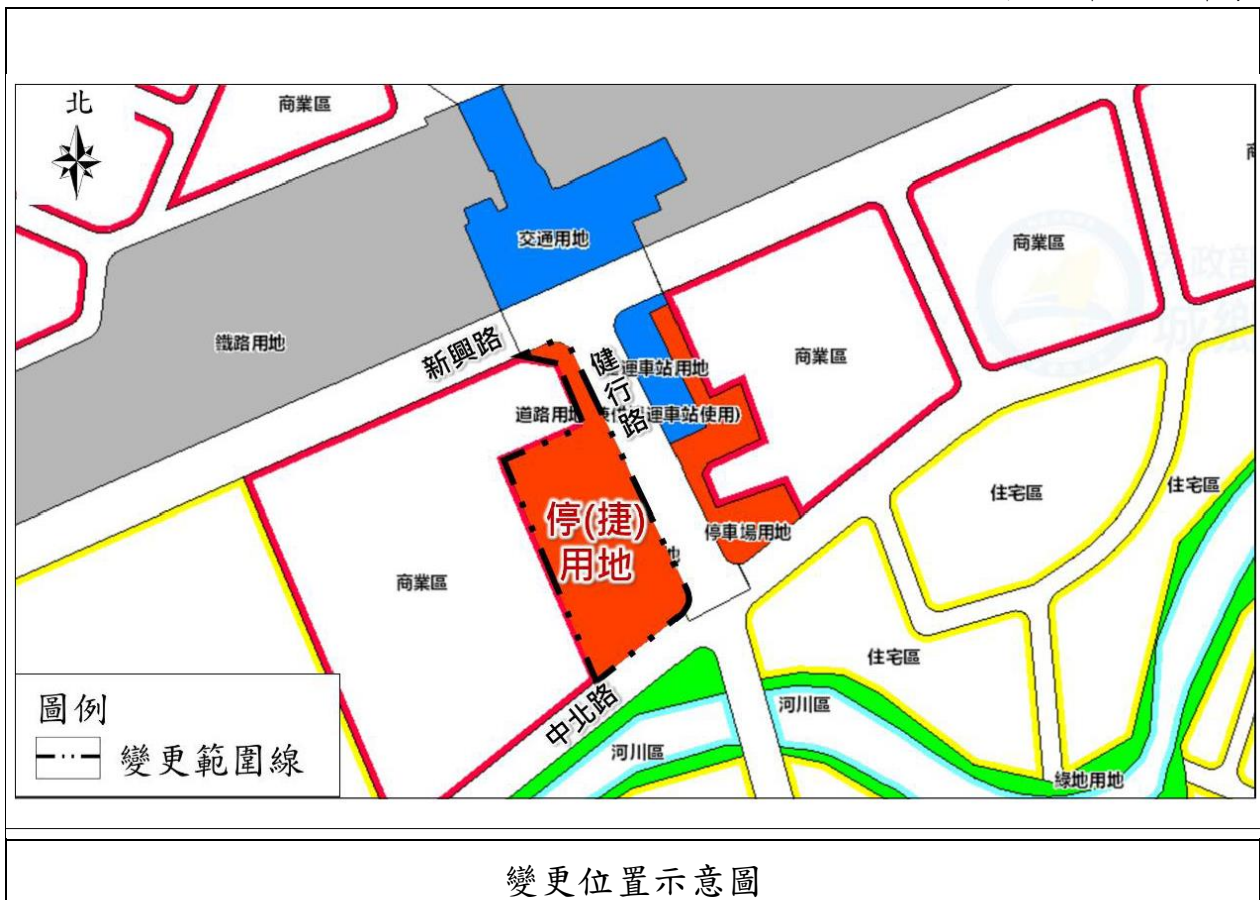 北
商業區
商業區
交通用地
鐵路用地
新興路
健行路
運車站用地
商業區
道路用地
運車站使用)
停(捷)
用地
停車場用地
住宅區
住宅區
商業區
住宅區
中北路
河川區
河川區
綠地用地
圖例
變更範圍線
變更位置示意圖